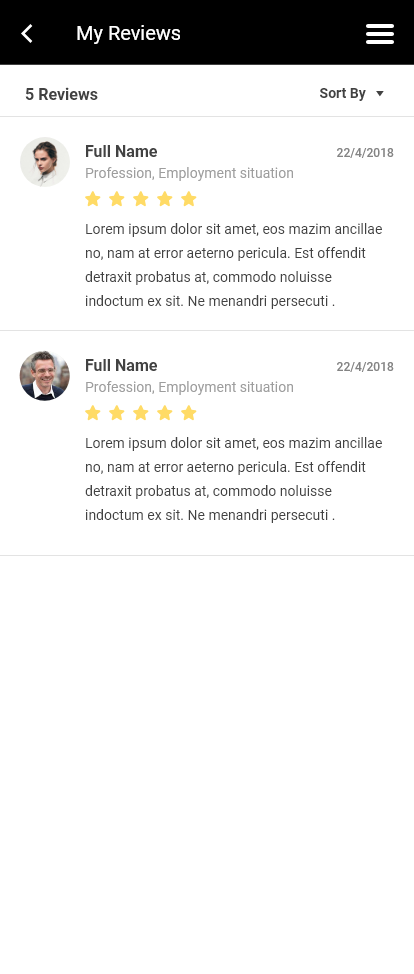 My Reviews
5 Reviews
Sort By
Full Name
22/4/2018
Profession, Employment situation
Lorem ipsum dolor sit amet, eos mazim ancillae
no, nam at error aeterno pericula. Est offendit
detraxit probatus at, commodo noluisse
indoctum ex sit. Ne menandri persecuti .
Full Name
22/4/2018
Profession, Employment situation
Lorem ipsum dolor sit amet, eos mazim ancillae
no, nam at error aeterno pericula. Est offendit
detraxit probatus at, commodo noluisse
indoctum ex sit. Ne menandri persecuti .